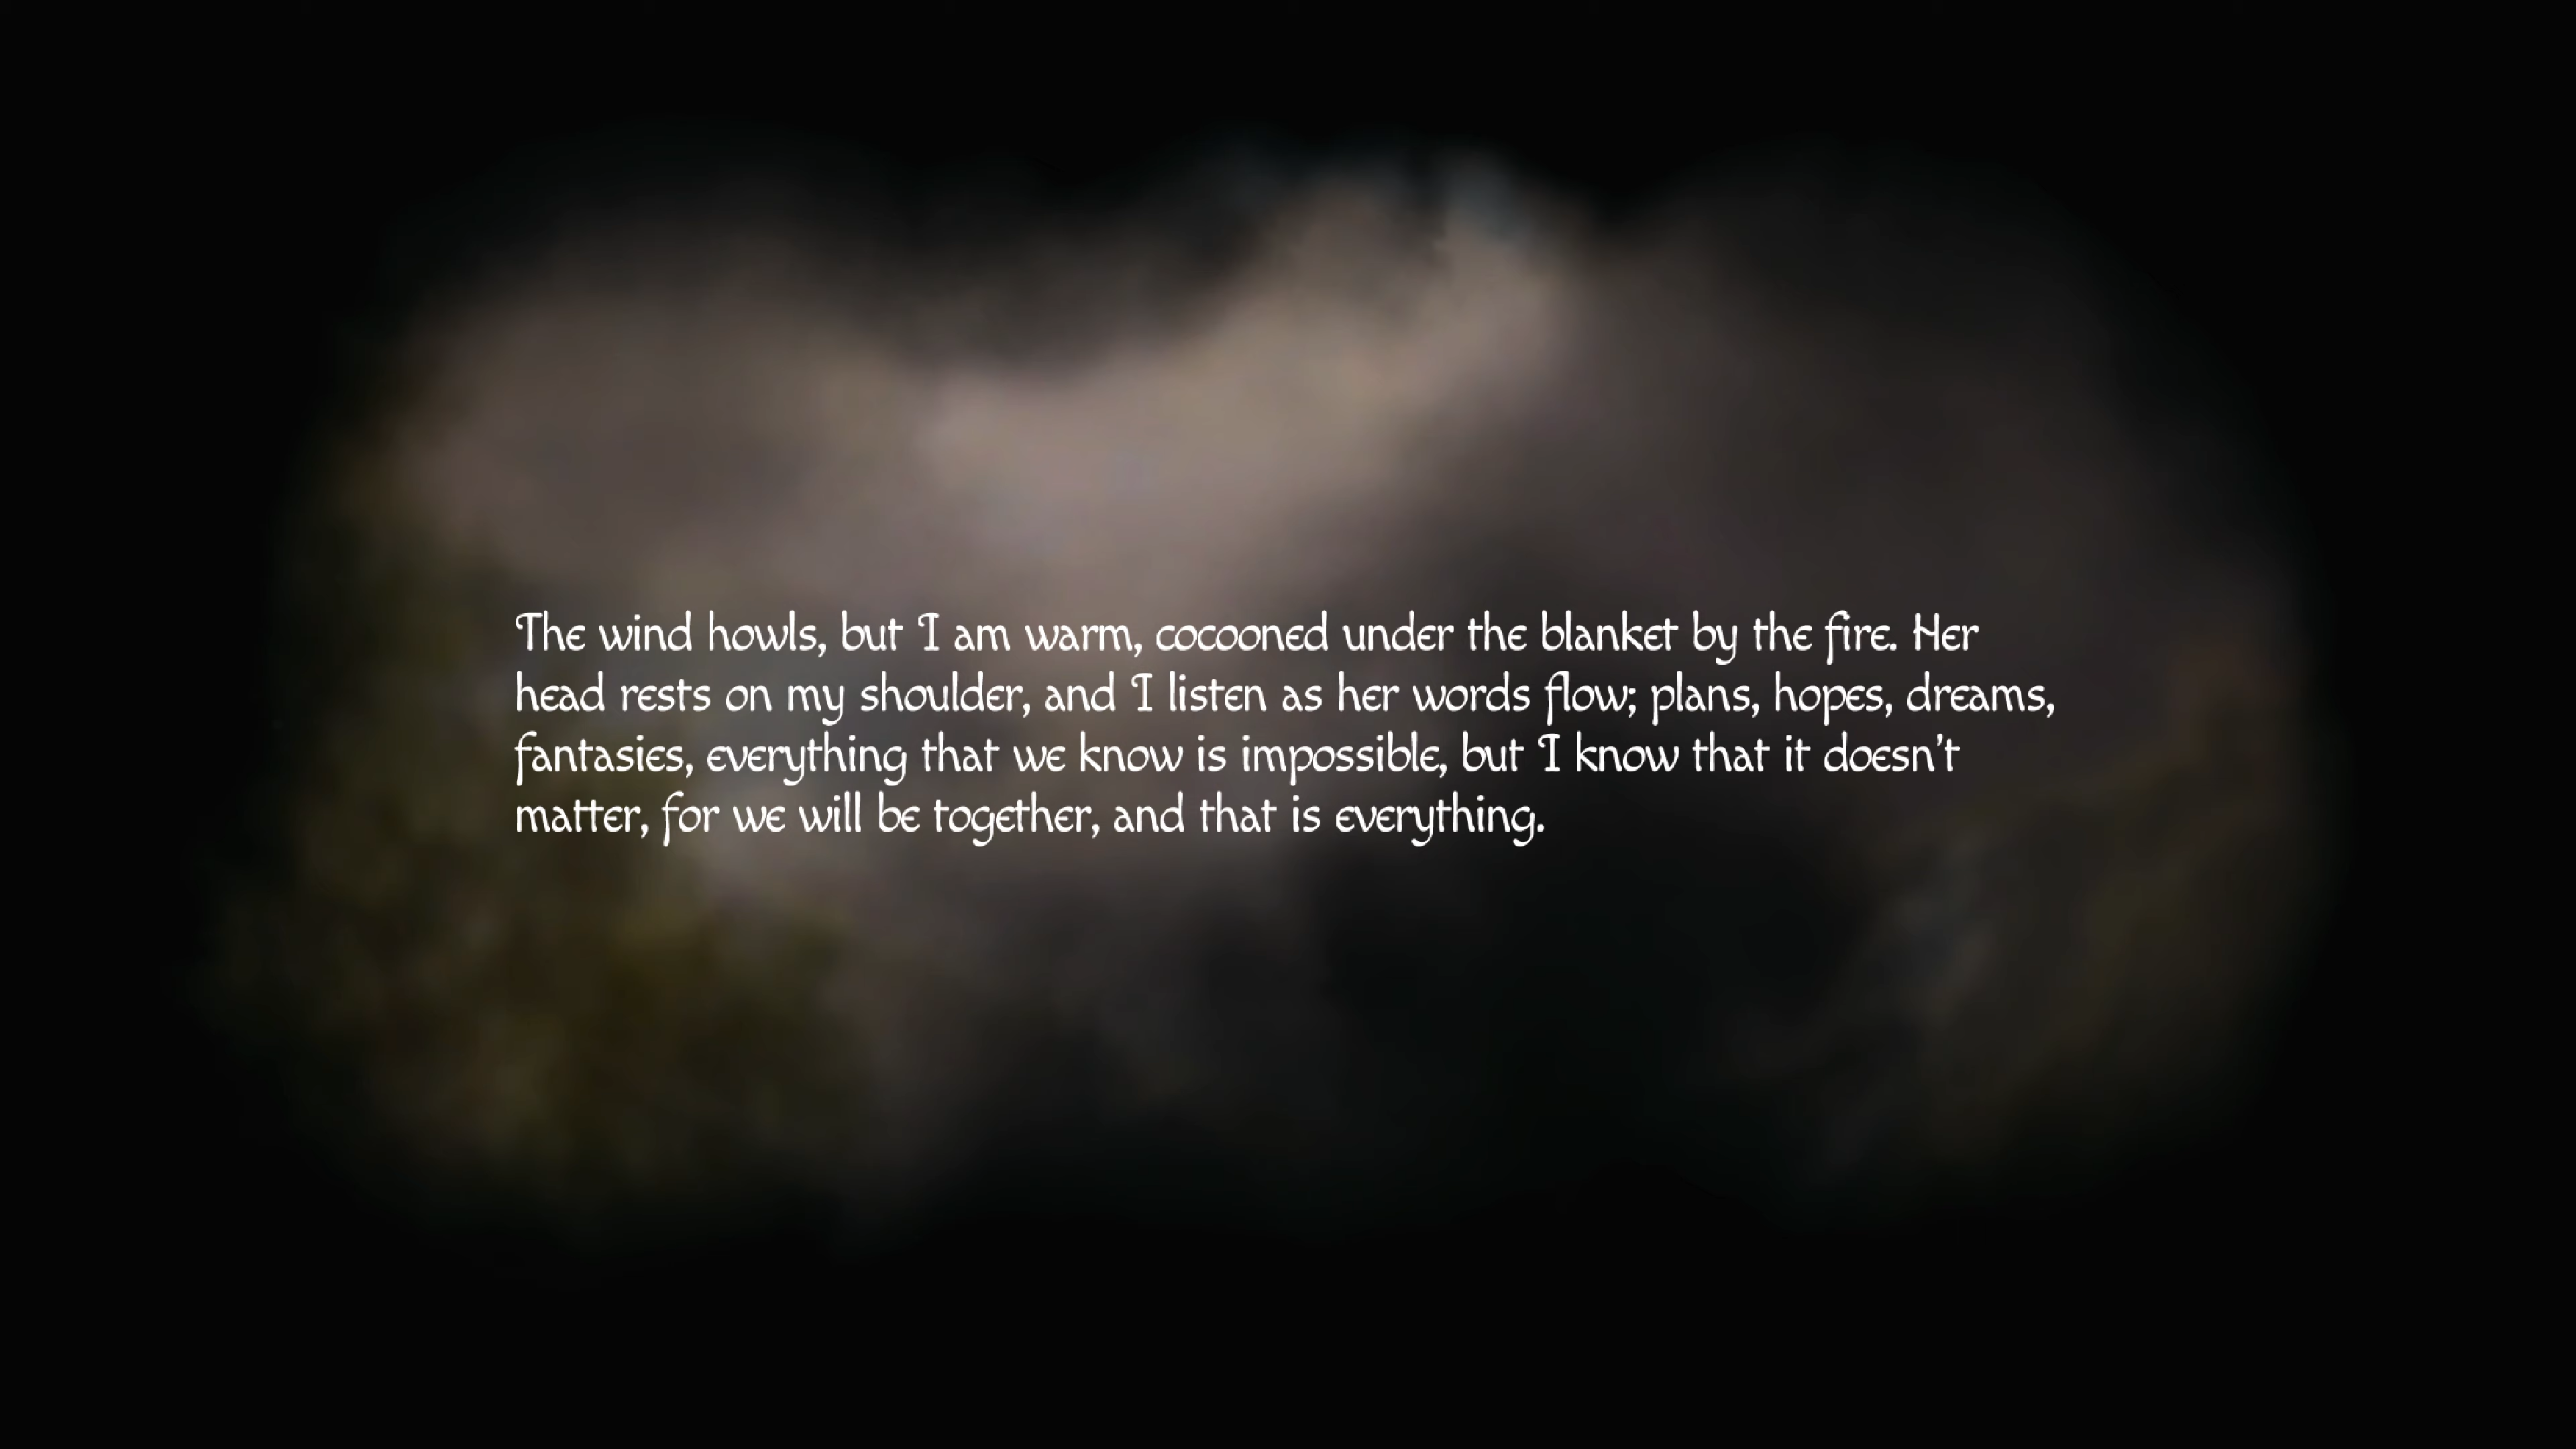 The wind howls, but I am warm, cocooned under the blanket by the fire. Her
head rests on my shoulder, and I listen as her words flow; plans, hopes, dreams,
fantasies, everything that we know is impossible, but I know that it doesn't
matter, for we will be together, and that is everything.